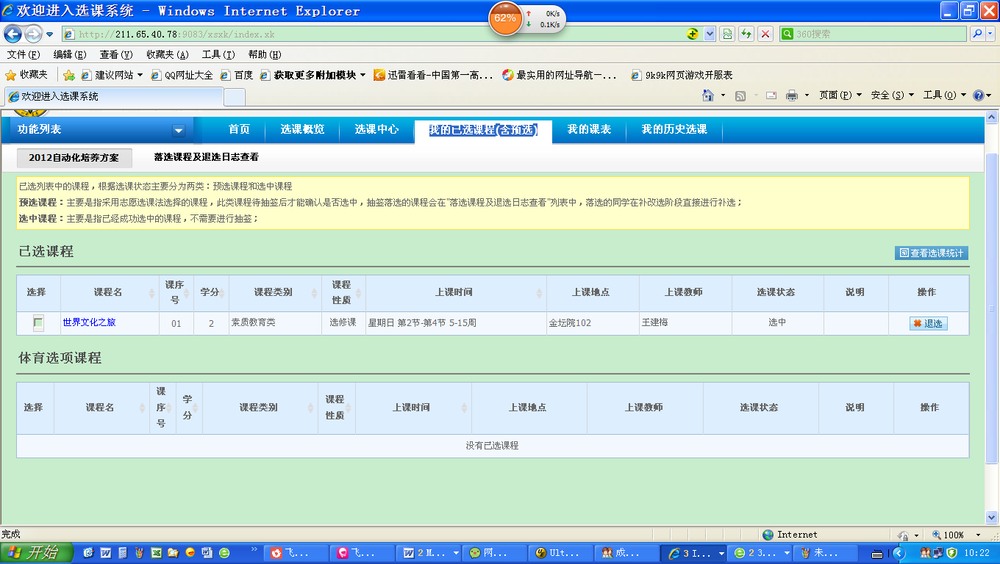 欢迎进入选课系统 - Windows Internet Explorer
62% 0K/s 0.1K/s
http://211.65.40.78:9083/xsxk/index.xk
360搜索
文件(F) 编辑(E) 查看(V) 收藏夹(A) 工具(T) 帮助(H)
收藏夹 建议网站 QQ网址大全 百度 获取更多附加模块 迅雷看看-中国第一高... 最实用的网址导航一... 9k9k网页游戏开服表
欢迎进入选课系统 页面(P) 安全(S) 工具(O)
功能列表 首页 选课概览 选课中心 我的已选课程(含预选) 我的课表 我的历史选课
2012自动化培养方案 落选课程及退选日志查看
已选列表中的课程，根据选课状态主要分为两类：预选课程和选中课程
预选课程：主要是指采用志愿选课法选择的课程，此类课程待抽签后才能确认是否选中，抽签落选的课程会在"落选课程及退选日志查看"列表中，落选的同学在补改选阶段直接进行补选；
选中课程：主要是指已经成功选中的课程，不需要进行抽签；
已选课程 查看选课统计
选择 课程名 课序号 学分 课程类别 课程性质 上课时间 上课地点 上课教师 选课状态 说明 操作
世界文化之旅 01 2 素质教育类 选修课 星期日 第2节-第4节 5-15周 金坛院102 王建梅 选中 退选
体育选项课程
选择 课程名 课序号 学分 课程类别 课程性质 上课时间 上课地点 上课教师 选课状态 说明 操作
没有已选课程
完成 Internet 100%
开始 飞... 飞... 2 M... 网... Ult... 成... 3 I... 2 3... 未... 10:22